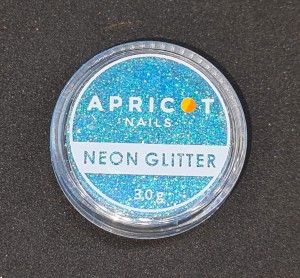 APRICOT
NAILS
NEON GLITTER
3.0 g